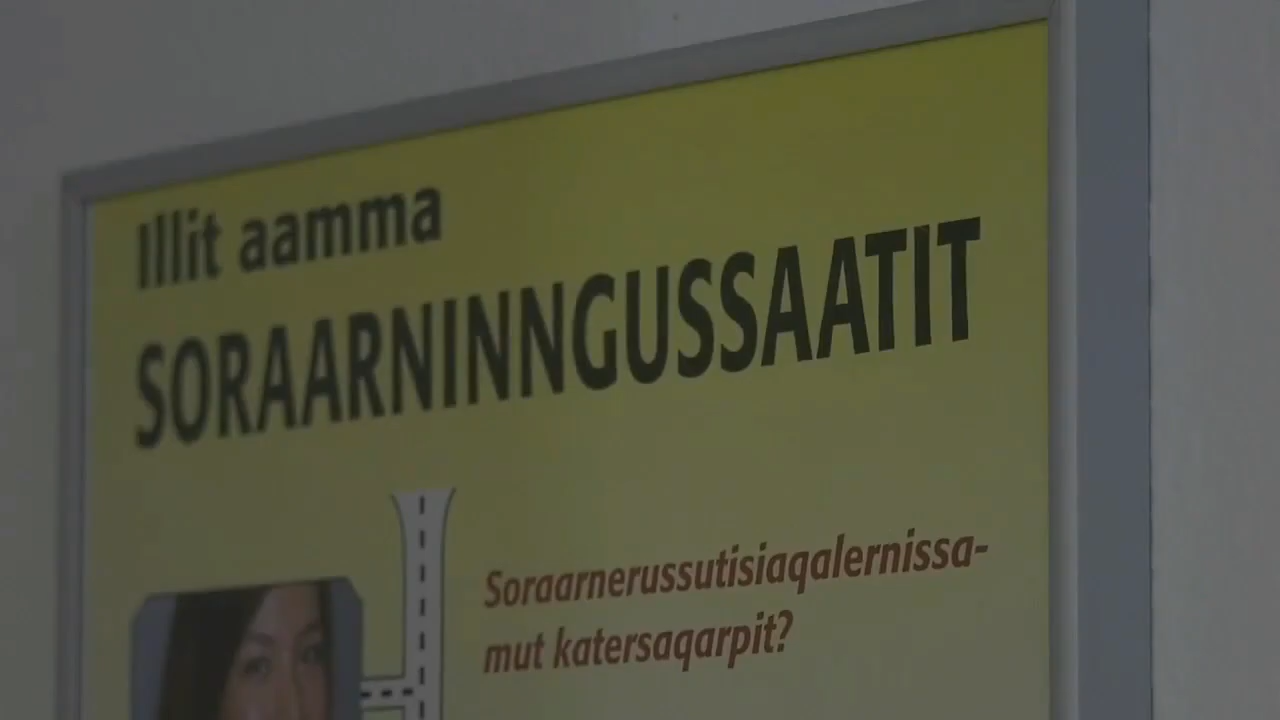 Illit aamma
SORAARNINNGUSSAATIT
Soraarnerussutisiaqalernissa-
mut katersaqarpit?